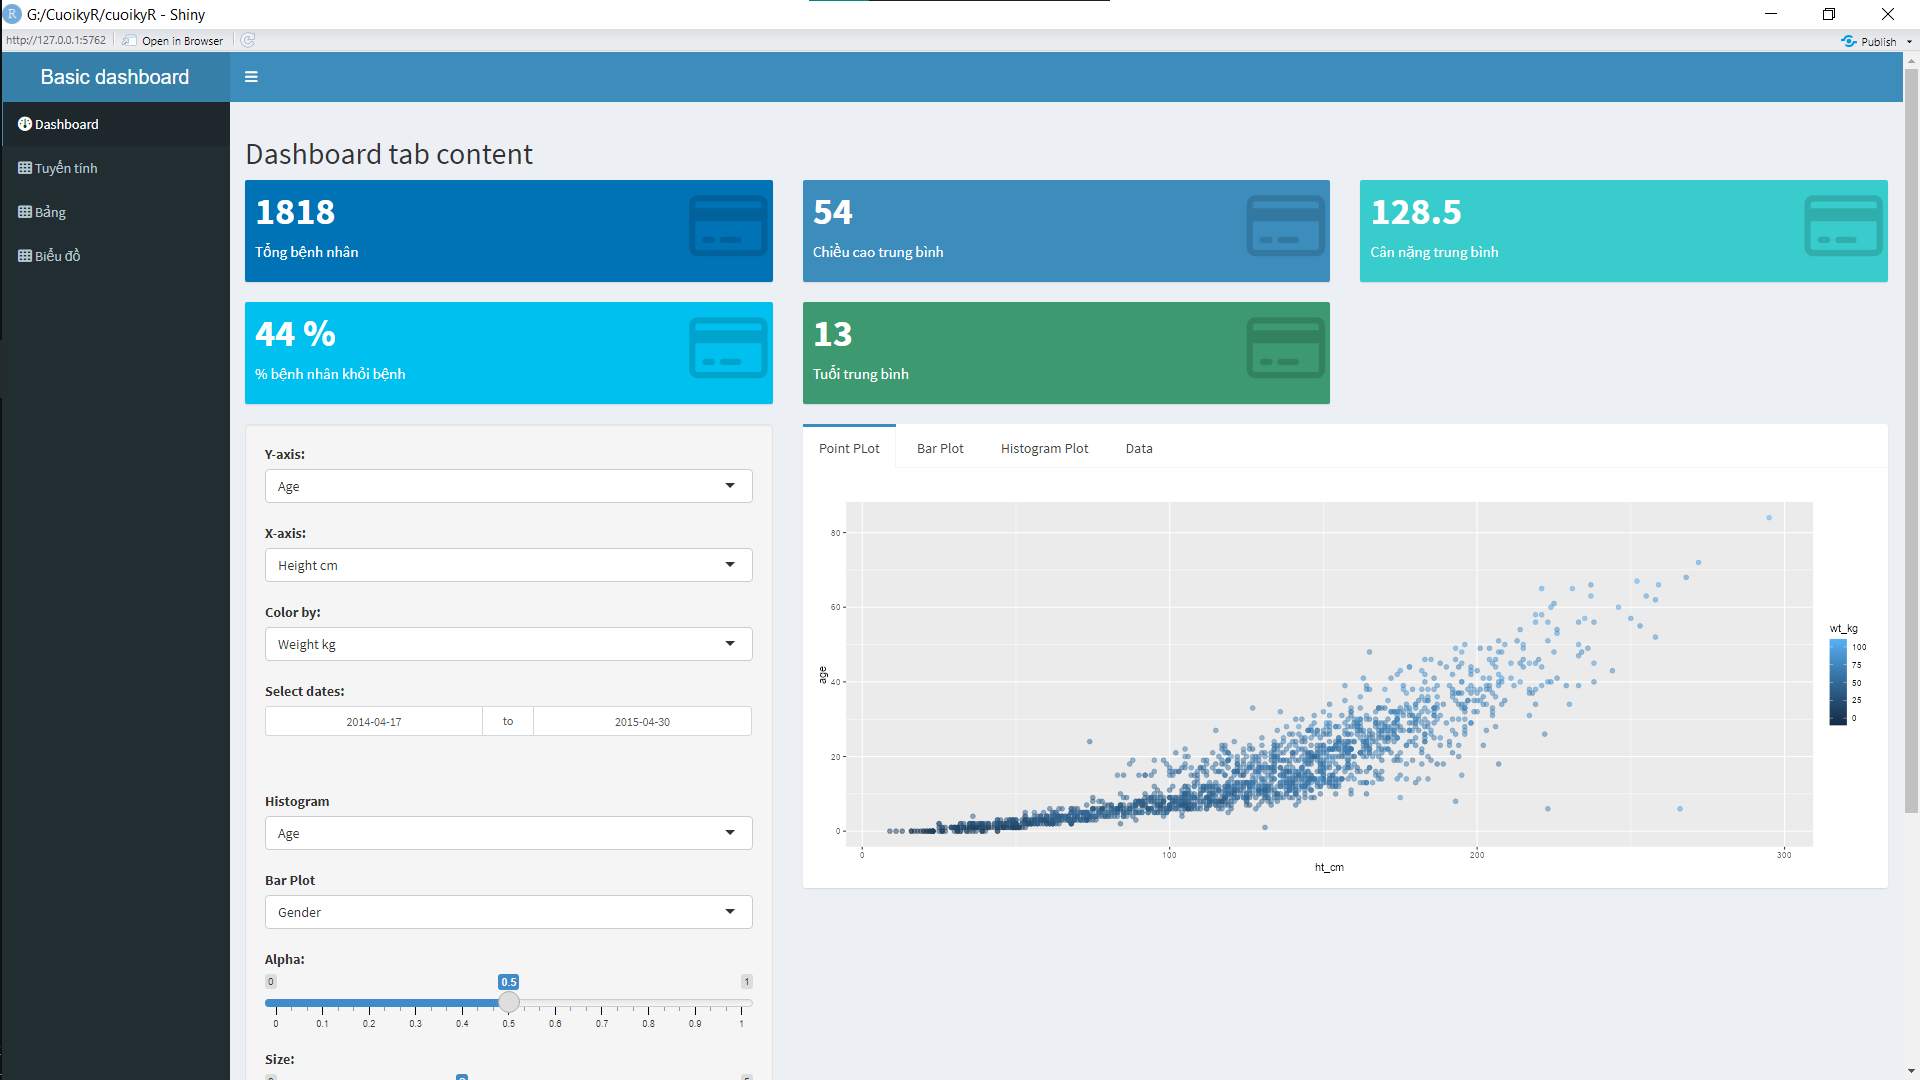 G:/CuoikyR/cuoikyR - Shiny
http://127.0.0.1:5762
Open in Browser
Publish
Basic dashboard
Dashboard
Tuyến tính
Bảng
Biểu đồ
Dashboard tab content
1818
Tổng bệnh nhân
54
Chiều cao trung bình
128.5
Cân nặng trung bình
44 %
% bệnh nhân khỏi bệnh
13
Tuổi trung bình
Y-axis:
Age
X-axis:
Height cm
Color by:
Weight kg
Select dates:
2014-04-17 to 2015-04-30
Histogram
Age
Bar Plot
Gender
Alpha:
0 0.5 1
0 0.1 0.2 0.3 0.4 0.5 0.6 0.7 0.8 0.9 1
Size:
Point PLot Bar Plot Histogram Plot Data
80
60
40
20
0
age
0 100 200 300
ht_cm
wt_kg
100
75
50
25
0